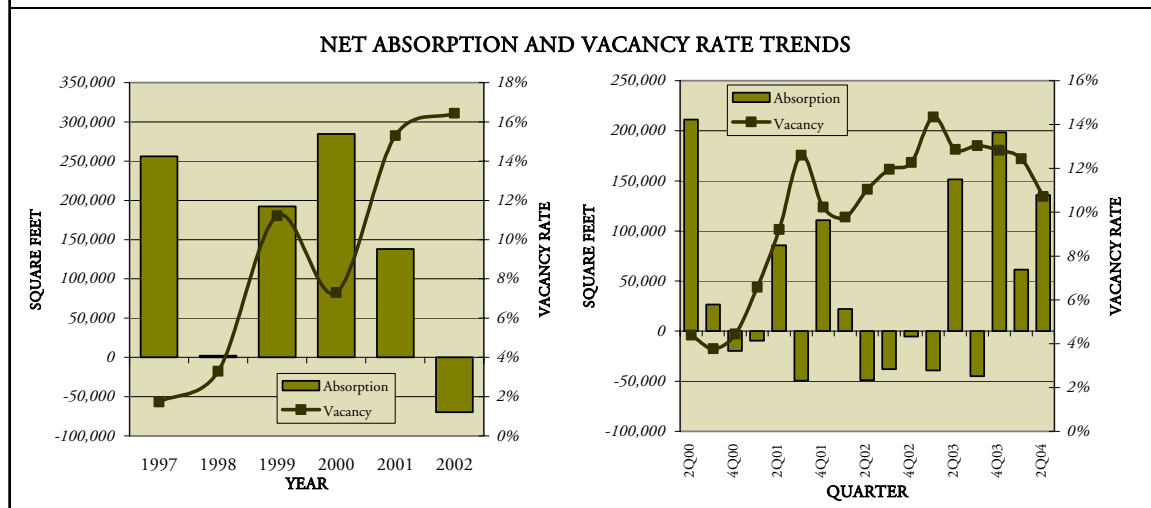 NET ABSORPTION AND VACANCY RATE TRENDS
350,000
300,000
250,000
200,000
150,000
100,000
50,000
0
-50,000
-100,000
SQUARE FEET
18%
16%
14%
12%
10%
8%
6%
4%
2%
0%
VACANCY RATE
Absorption
Vacancy
1997 1998 1999 2000 2001 2002
YEAR
250,000
200,000
150,000
100,000
50,000
0
-50,000
-100,000
SQUARE FEET
16%
14%
12%
10%
8%
6%
4%
2%
0%
VACANCY RATE
Absorption
Vacancy
2Q00 4Q00 2Q01 4Q01 2Q02 4Q02 2Q03 4Q03 2Q04
QUARTER